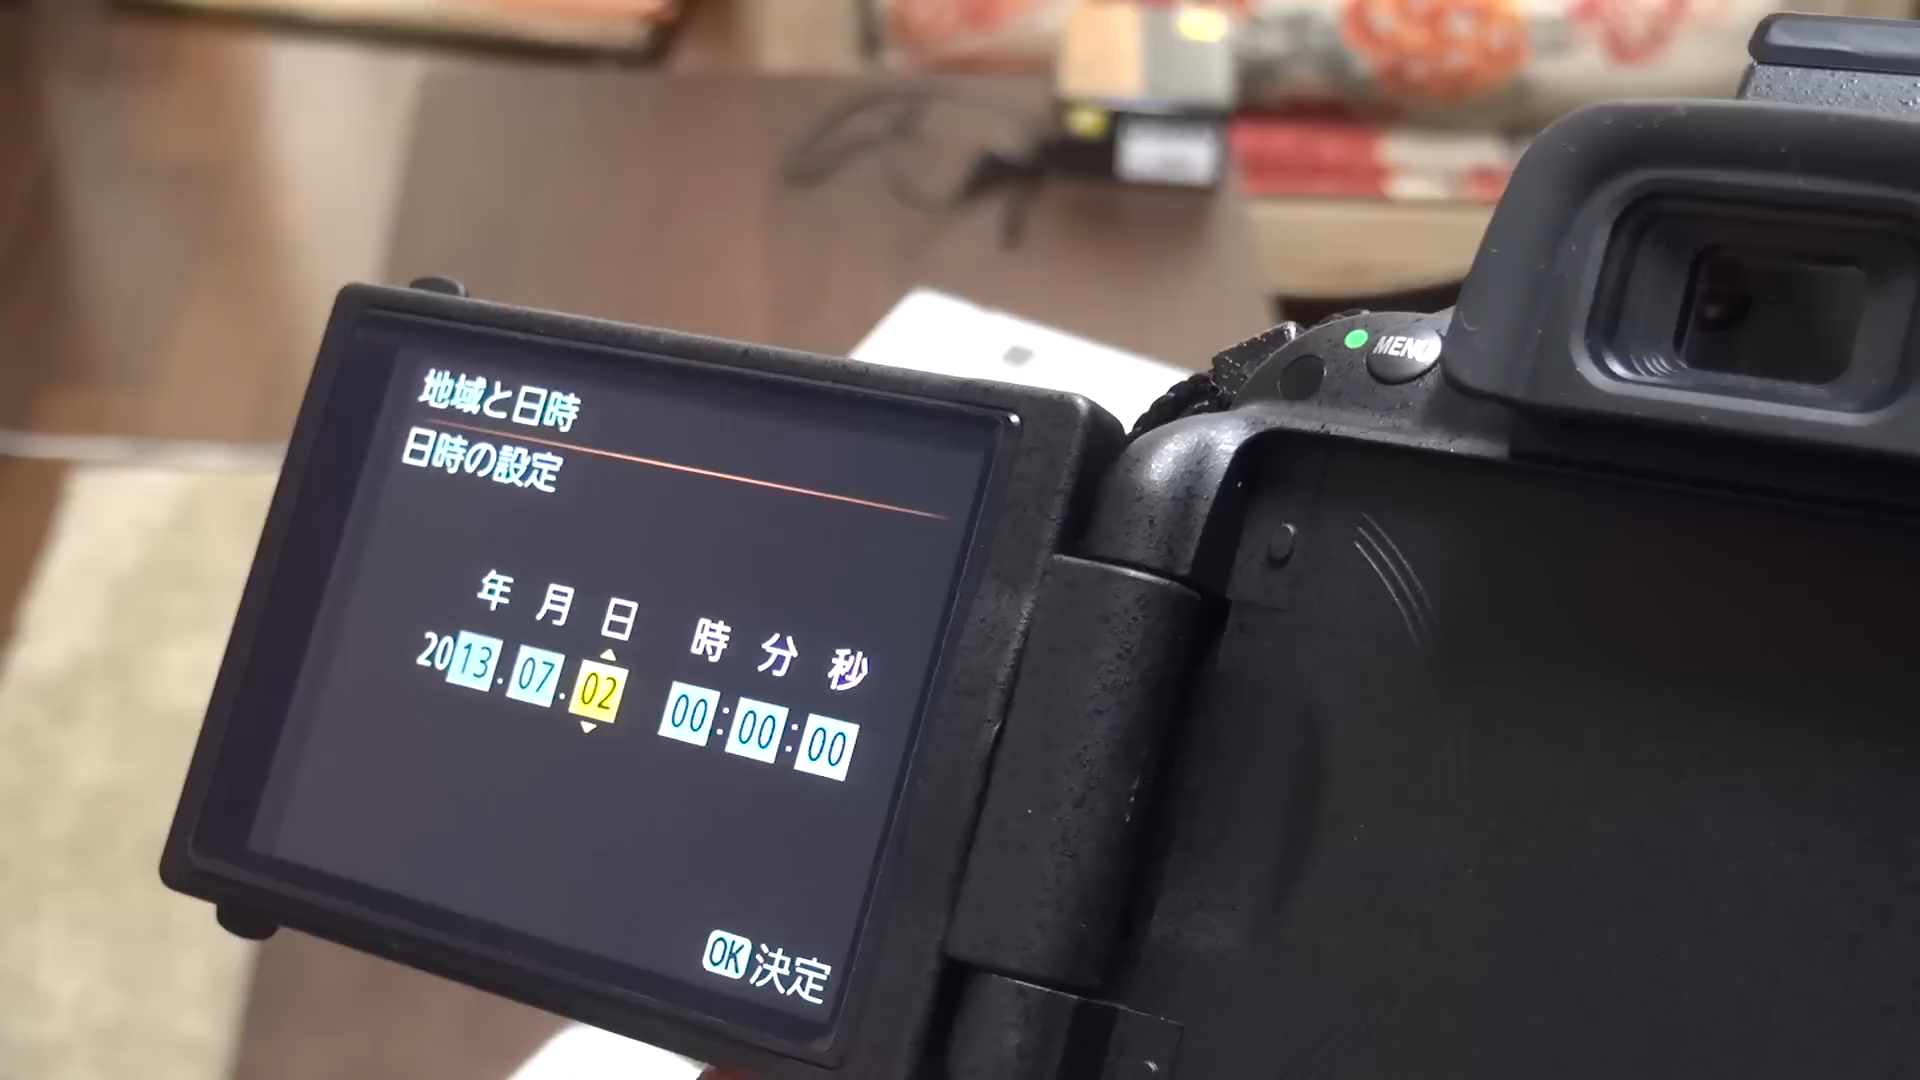 地域と日時
日時の設定
年 月 日 時 分 秒
2013.07.02 00:00:00
OK決定
MENU